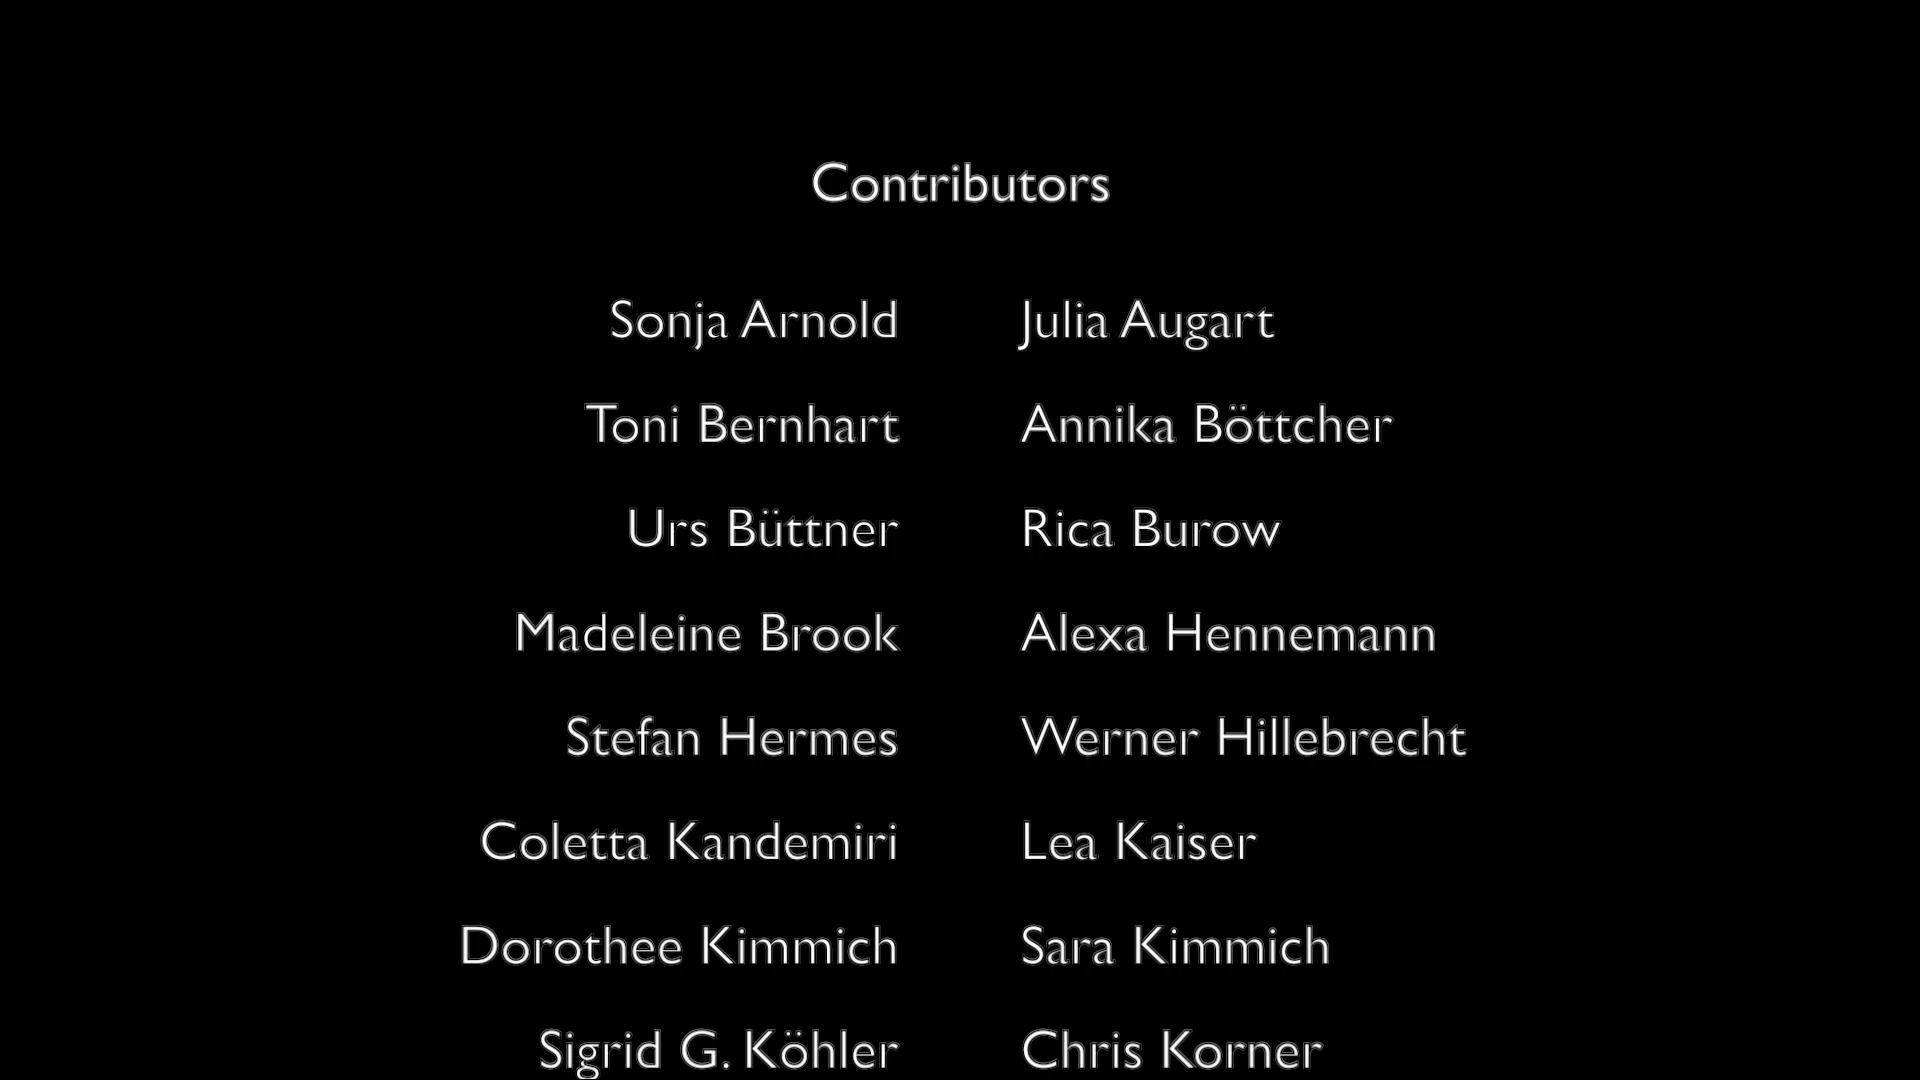 Contributors
Sonja Arnold Julia Augart
Toni Bernhart Annika Böttcher
Urs Büttner Rica Burow
Madeleine Brook Alexa Hennemann
Stefan Hermes Werner Hillebrecht
Coletta Kandemiri Lea Kaiser
Dorothee Kimmich Sara Kimmich
Sigrid G. Köhler Chris Korner